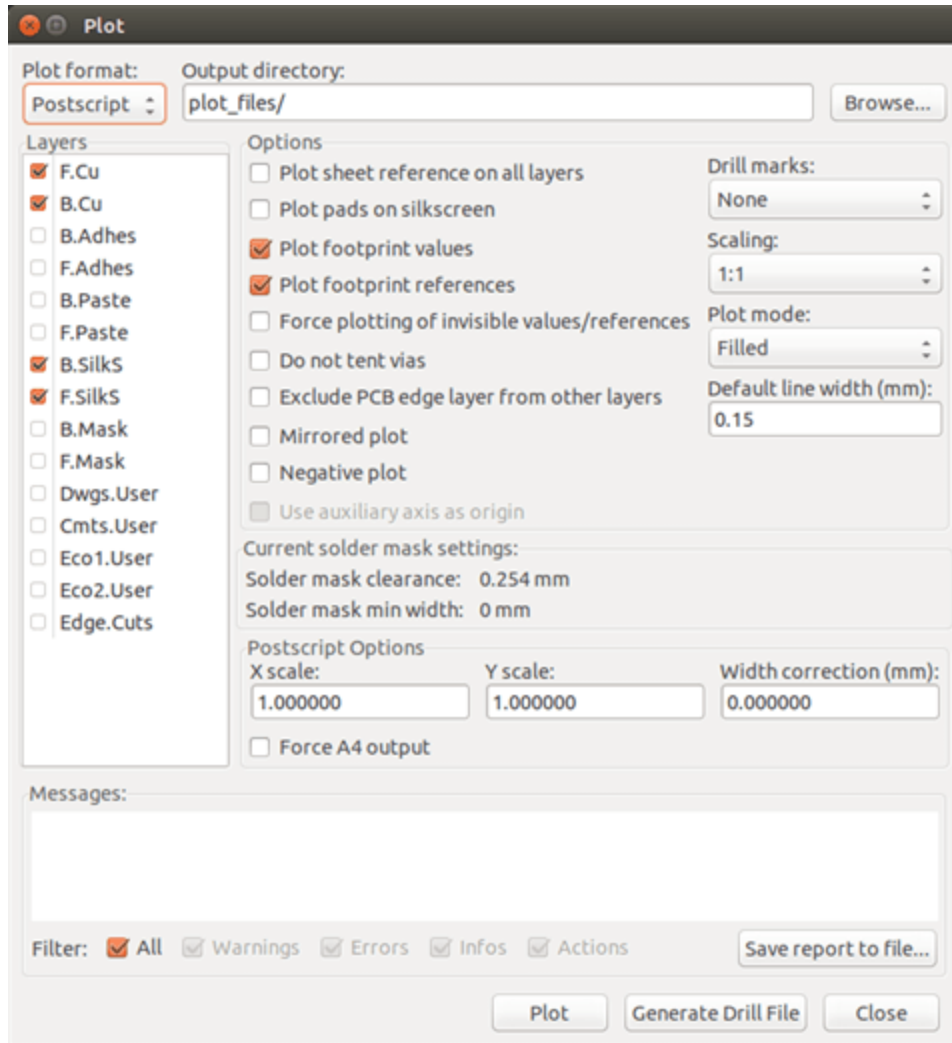 Plot
Plot format:
Output directory:
Postscript
plot_files/
Browse...
Layers
F.Cu
B.Cu
B.Adhes
F.Adhes
B.Paste
F.Paste
B.SilkS
F.SilkS
B.Mask
F.Mask
Dwgs.User
Cmts.User
Eco1.User
Eco2.User
Edge.Cuts
Options
Plot sheet reference on all layers
Plot pads on silkscreen
Plot footprint values
Plot footprint references
Force plotting of invisible values/references
Do not tent vias
Exclude PCB edge layer from other layers
Mirrored plot
Negative plot
Use auxiliary axis as origin
Drill marks:
None
Scaling:
1:1
Plot mode:
Filled
Default line width (mm):
0.15
Current solder mask settings:
Solder mask clearance: 0.254 mm
Solder mask min width: 0 mm
Postscript Options
X scale:
1.000000
Y scale:
1.000000
Width correction (mm):
0.000000
Force A4 output
Messages:
Filter: All Warnings Errors Infos Actions
Save report to file...
Plot
Generate Drill File
Close